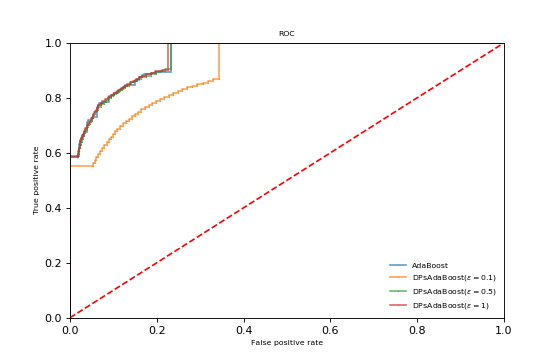 ROC
True positive rate
1.0
0.8
0.6
0.4
0.2
0.0
0.0 0.2 0.4 0.6 0.8 1.0
False positive rate
AdaBoost
DPsAdaBoost(ε = 0.1)
DPsAdaBoost(ε = 0.5)
DPsAdaBoost(ε = 1)